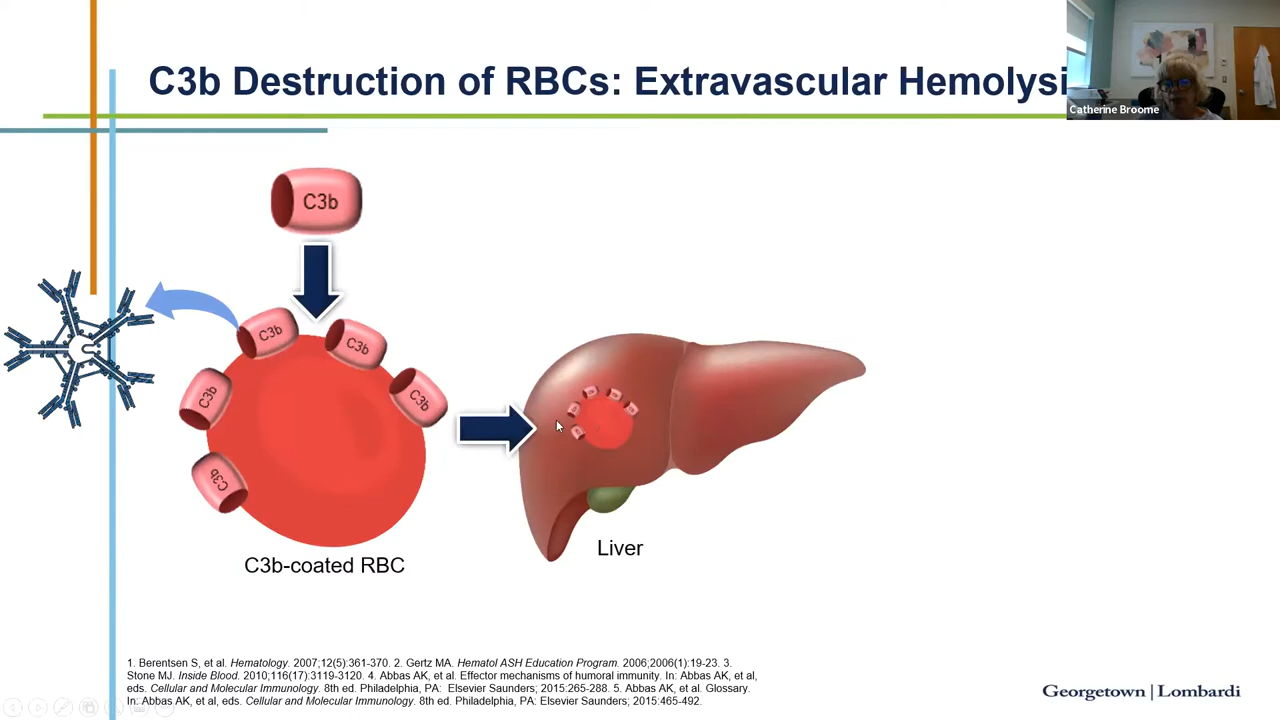 C3b Destruction of RBCs: Extravascular Hemolysi
Catherine Broome
C3b
C3b
C3b
C3b
C3b
C3b
C3b-coated RBC
Liver
1. Berentsen S, et al. Hematology. 2007;12(5):361-370. 2. Gertz MA. Hematol ASH Education Program. 2006;2006(1):19-23. 3.
Stone MJ. Inside Blood. 2010;116(17):3119-3120. 4. Abbas AK, et al. Effector mechanisms of humoral immunity. In: Abbas AK, et al,
eds. Cellular and Molecular Immunology. 8th ed. Philadelphia, PA: Elsevier Saunders; 2015:265-288. 5. Abbas AK, et al. Glossary.
In: Abbas AK, et al, eds. Cellular and Molecular Immunology. 8th ed. Philadelphia, PA: Elsevier Saunders; 2015:465-492.
Georgetown | Lombardi